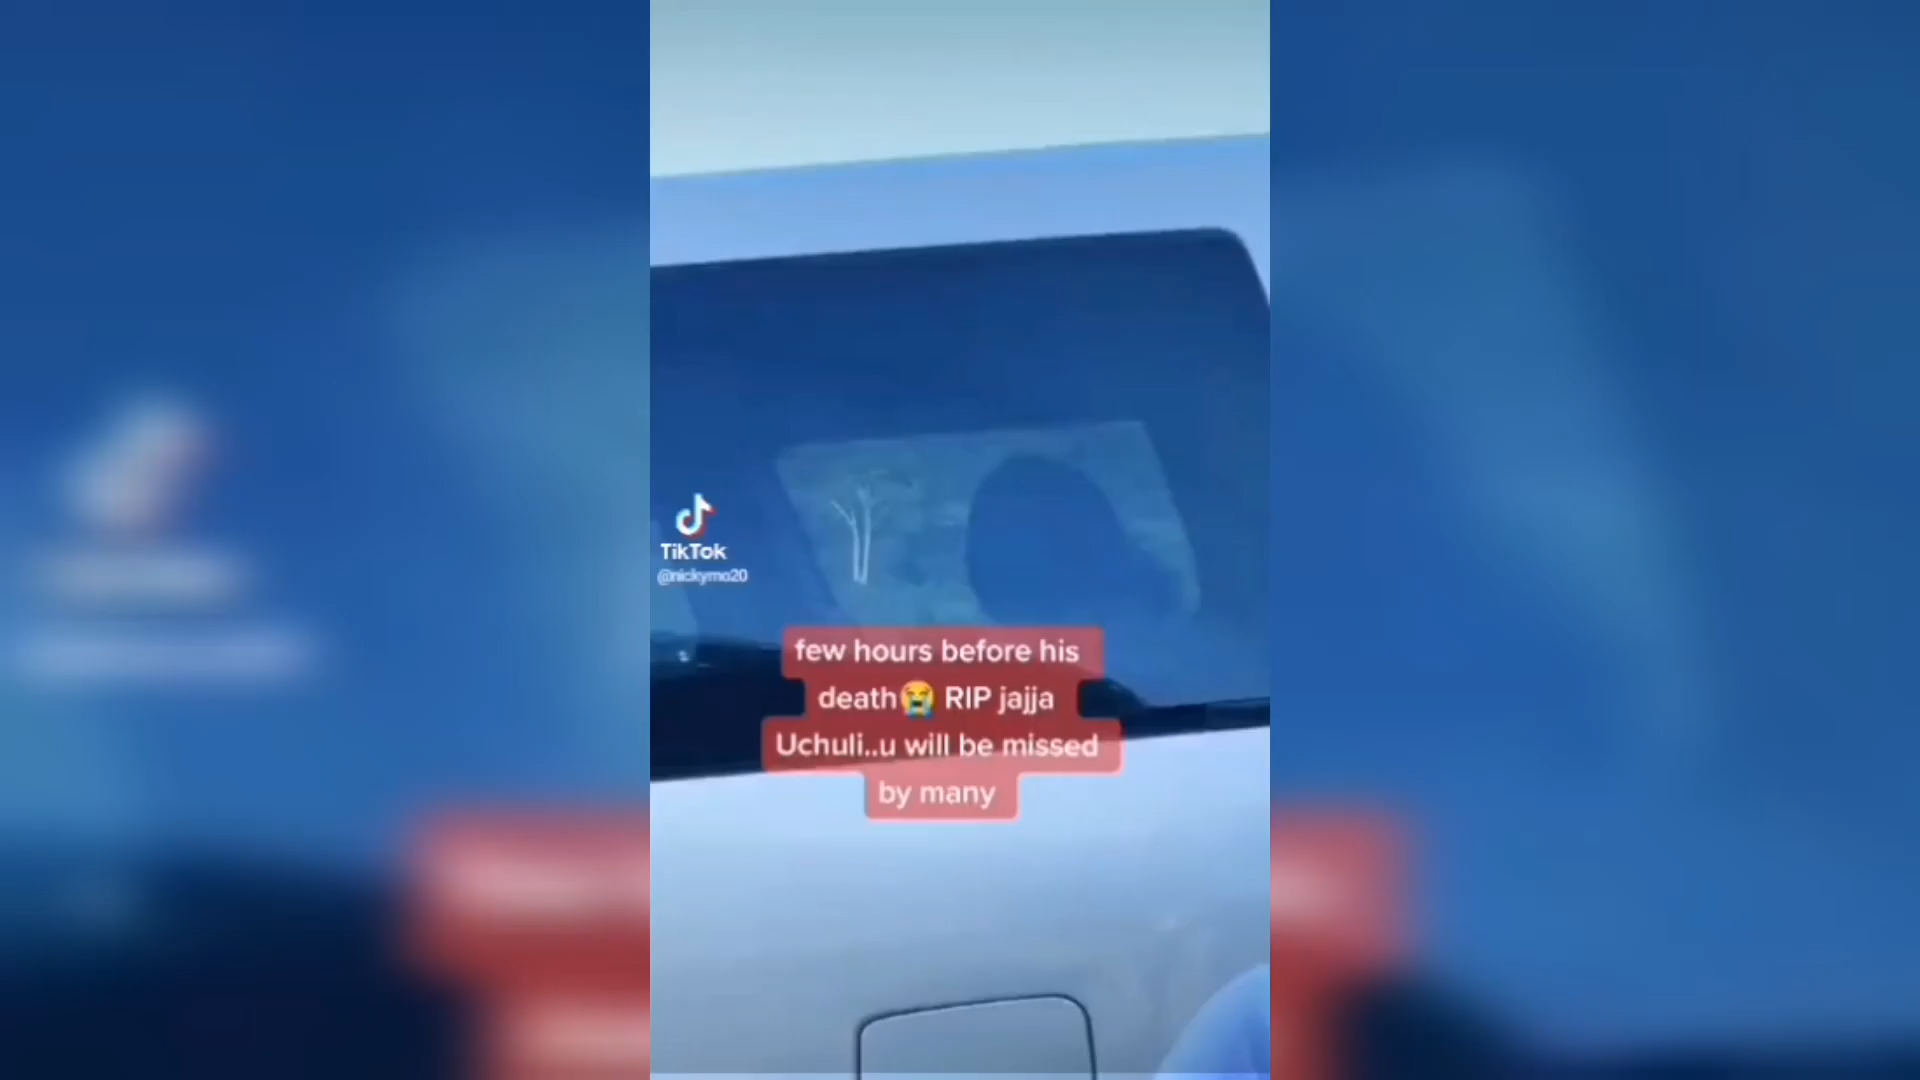 TikTok
@nickymo20
few hours before his
death😭 RIP jajja
Uchuli..u will be missed
by many